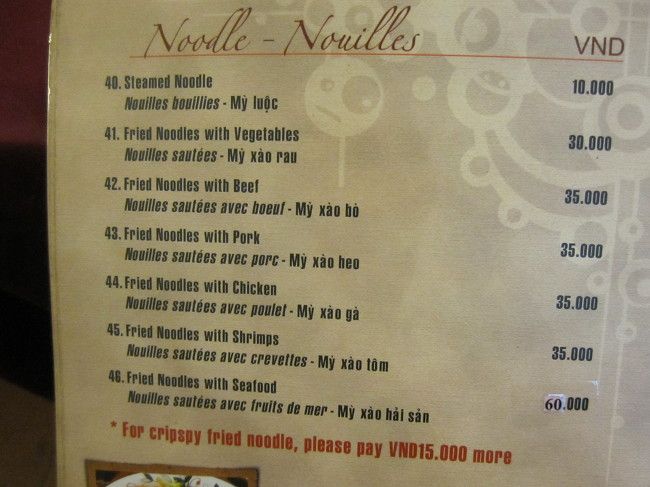 Noodle - Nouilles VND
40. Steamed Noodle 10.000
Nouilles bouillies - Mỳ luộc
41. Fried Noodles with Vegetables 30.000
Nouilles sautées - Mỳ xào rau
42. Fried Noodles with Beef 35.000
Nouilles sautées avec boeuf - Mỳ xào bò
43. Fried Noodles with Pork 35.000
Nouilles sautées avec porc - Mỳ xào heo
44. Fried Noodles with Chicken 35.000
Nouilles sautées avec poulet - Mỳ xào gà
45. Fried Noodles with Shrimps 35.000
Nouilles sautées avec crevettes - Mỳ xào tôm
46. Fried Noodles with Seafood 60.000
Nouilles sautées avec fruits de mer - Mỳ xào hải sản
* For cripspy fried noodle, please pay VND15.000 more